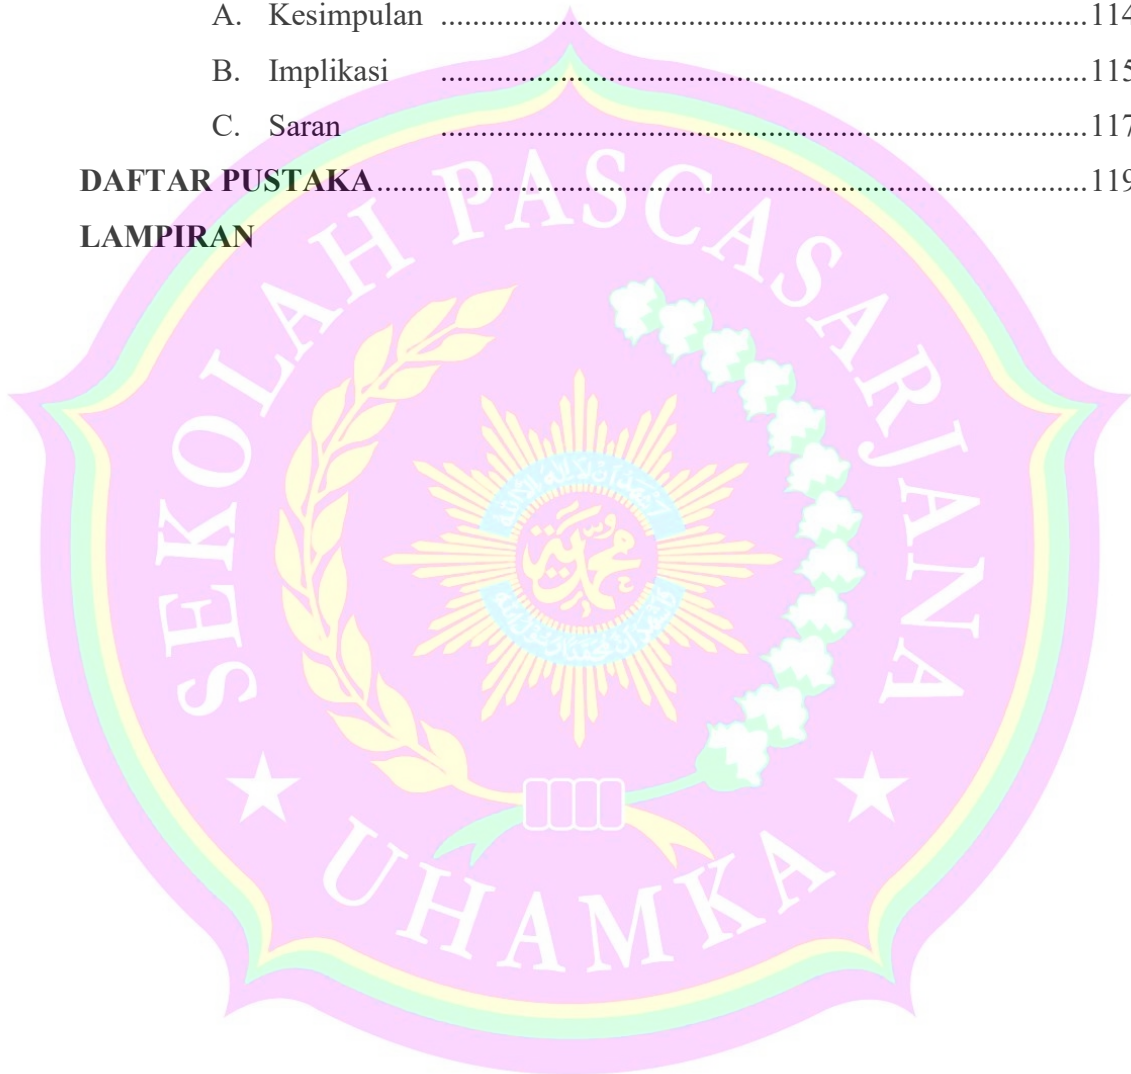 A. Kesimpulan ........................................................................................ 114
B. Implikasi ........................................................................................ 115
C. Saran ........................................................................................ 117
DAFTAR PUSTAKA ........................................................................................ 119
LAMPIRAN
SEKOLAH PASCASARJANA
UHAMKA